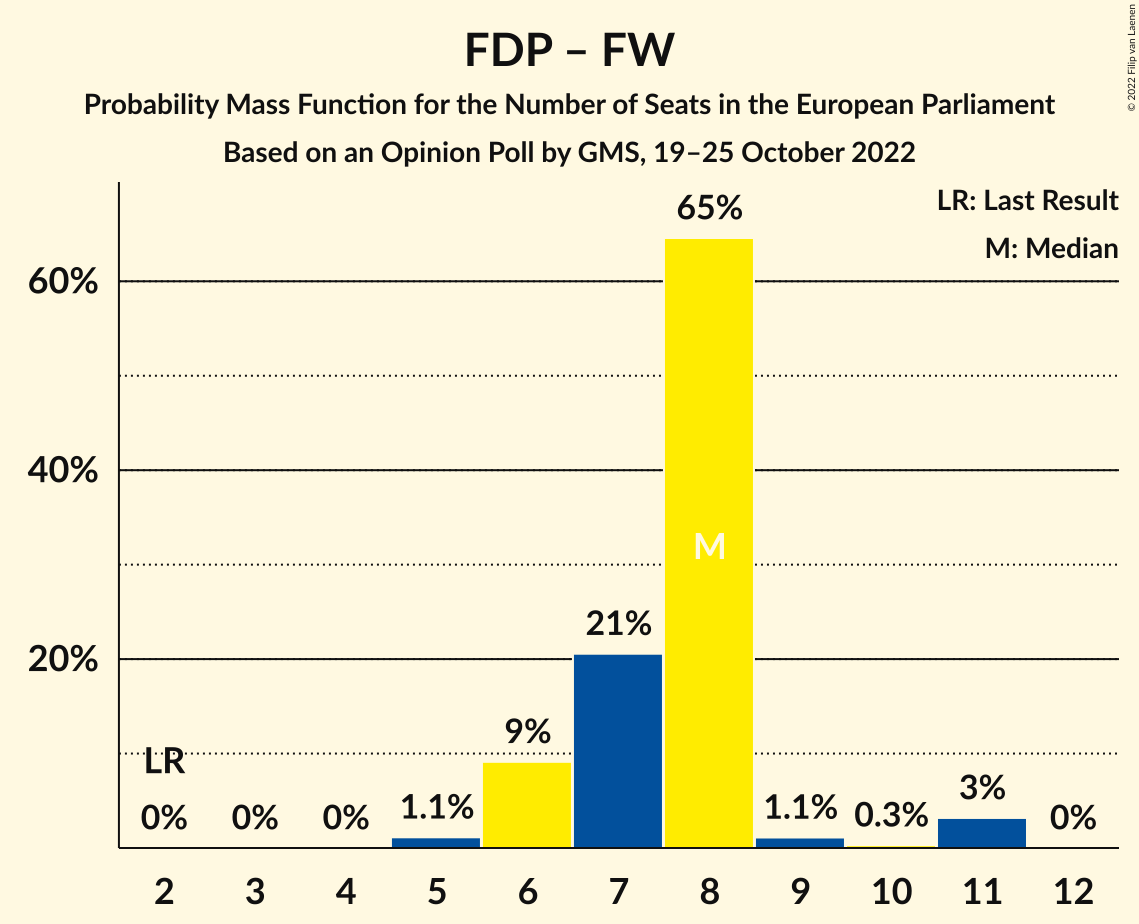 FDP – FW
Probability Mass Function for the Number of Seats in the European Parliament
Based on an Opinion Poll by GMS, 19–25 October 2022
© 2022 Filip van Laenen
LR: Last Result
M: Median
65%
60%
40%
M
21%
20%
9%
LR
0%
0%
0%
1.1%
1.1%
0.3%
3%
0%
2 3 4 5 6 7 8 9 10 11 12